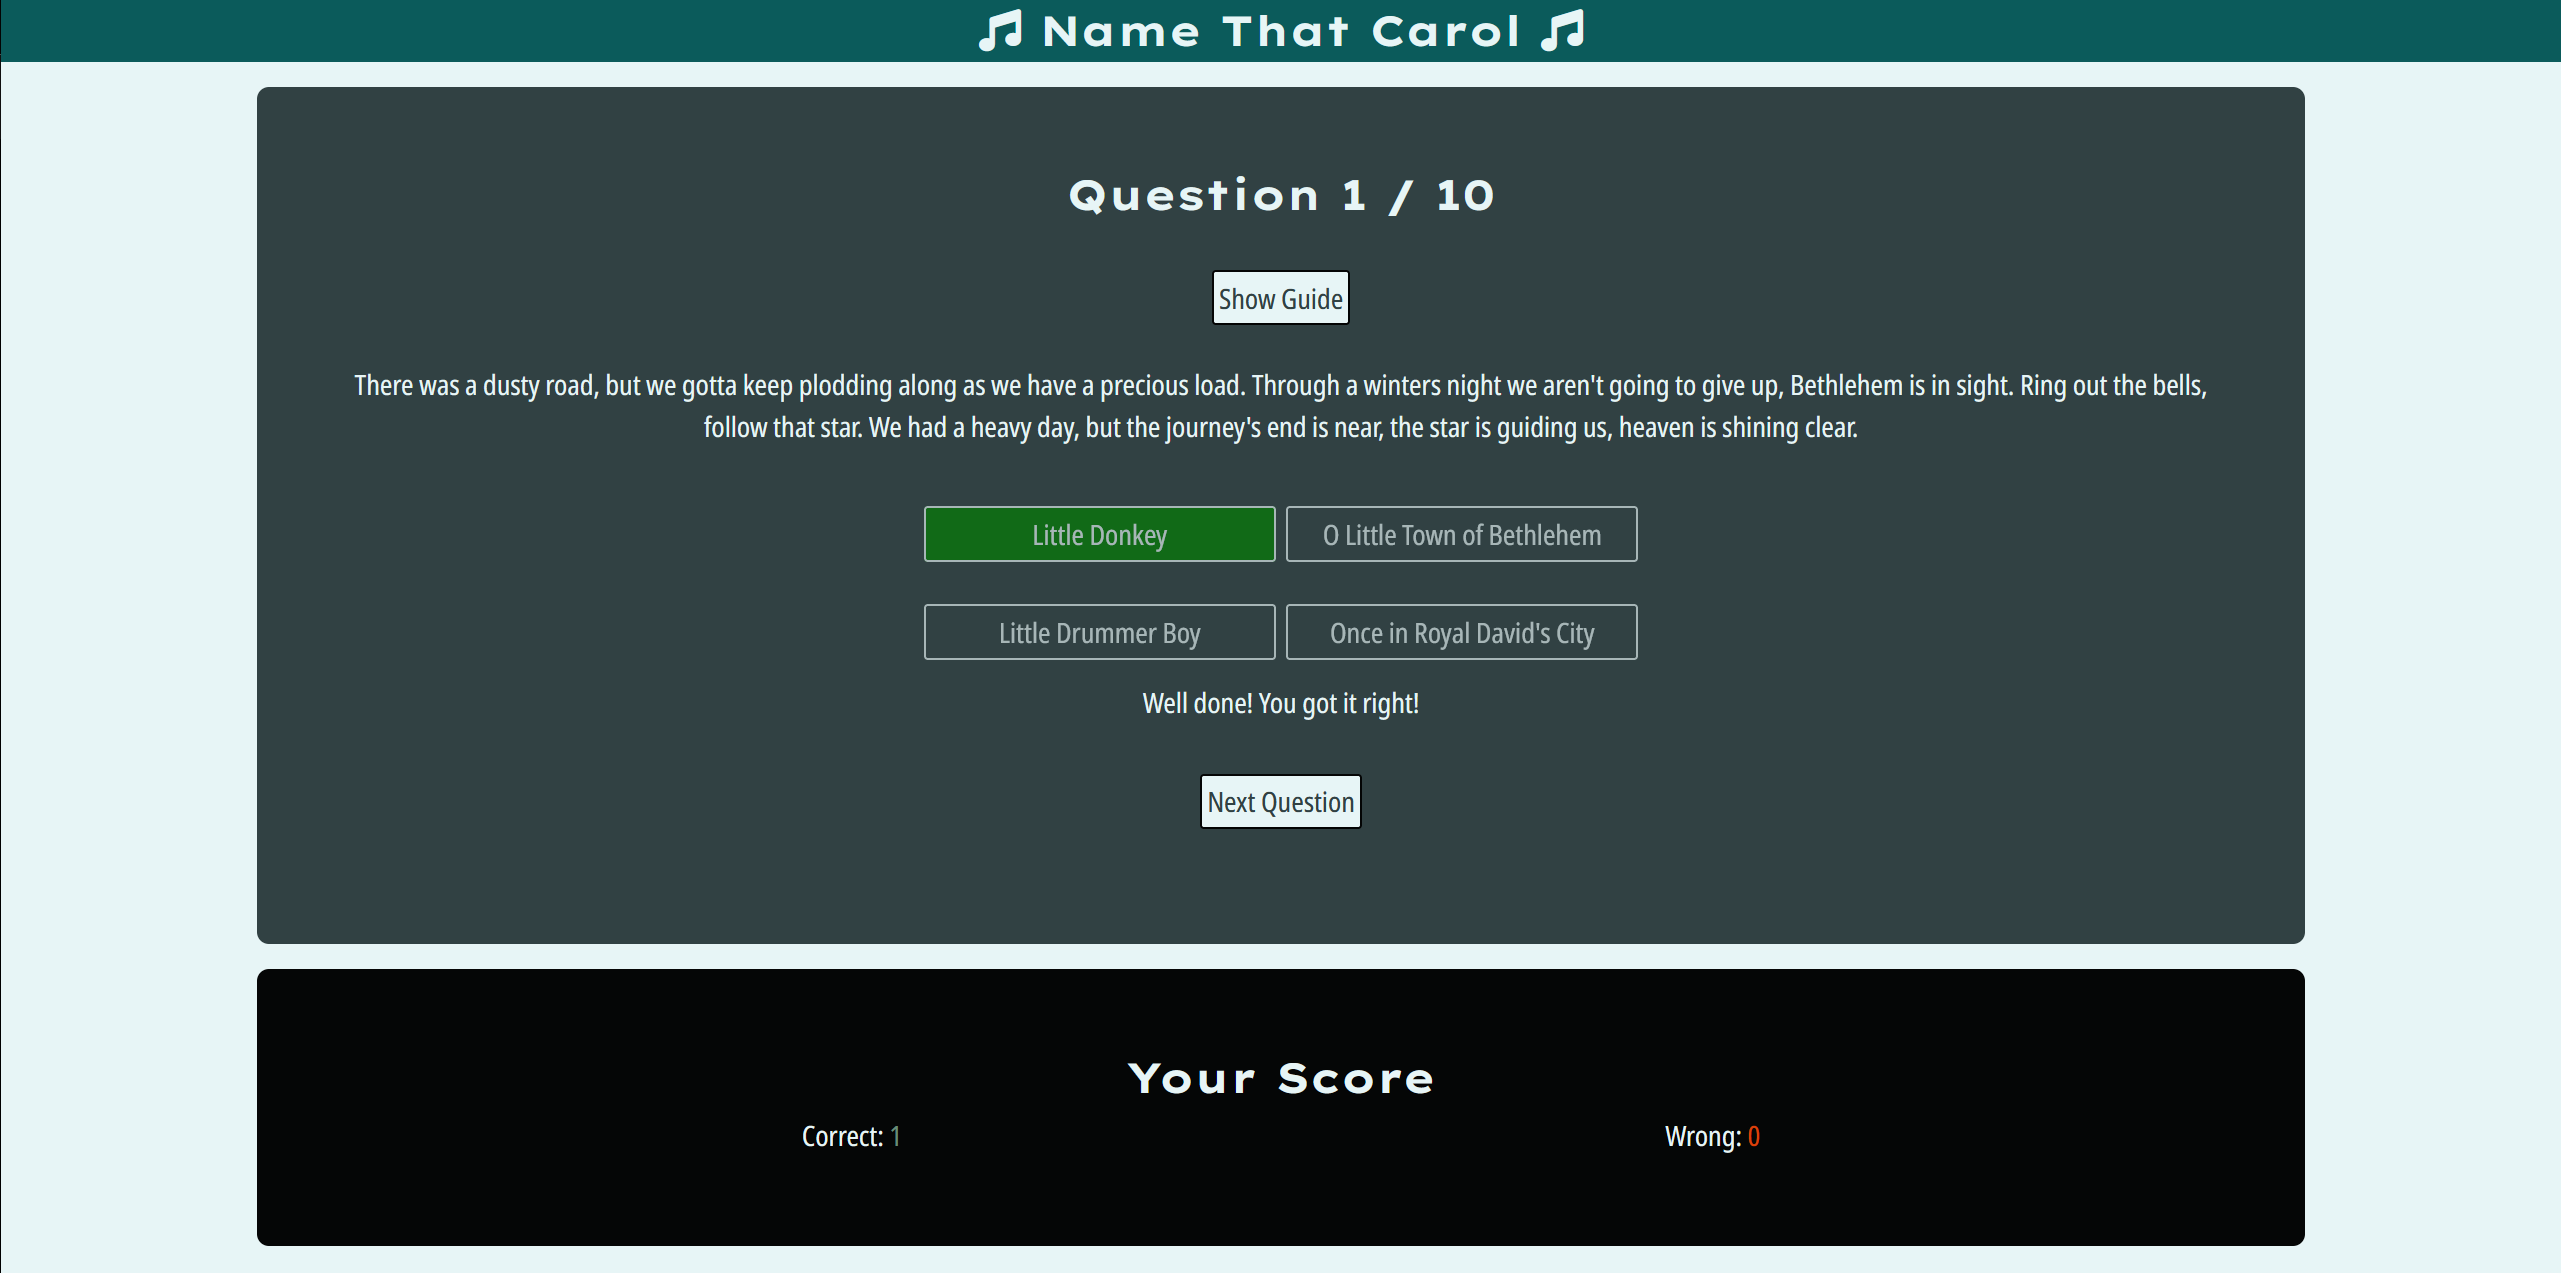 Name That Carol
Question 1 / 10
Show Guide
There was a dusty road, but we gotta keep plodding along as we have a precious load. Through a winters night we aren't going to give up, Bethlehem is in sight. Ring out the bells,
follow that star. We had a heavy day, but the journey's end is near, the star is guiding us, heaven is shining clear.
Little Donkey
O Little Town of Bethlehem
Little Drummer Boy
Once in Royal David's City
Well done! You got it right!
Next Question
Your Score
Correct: 1
Wrong: 0